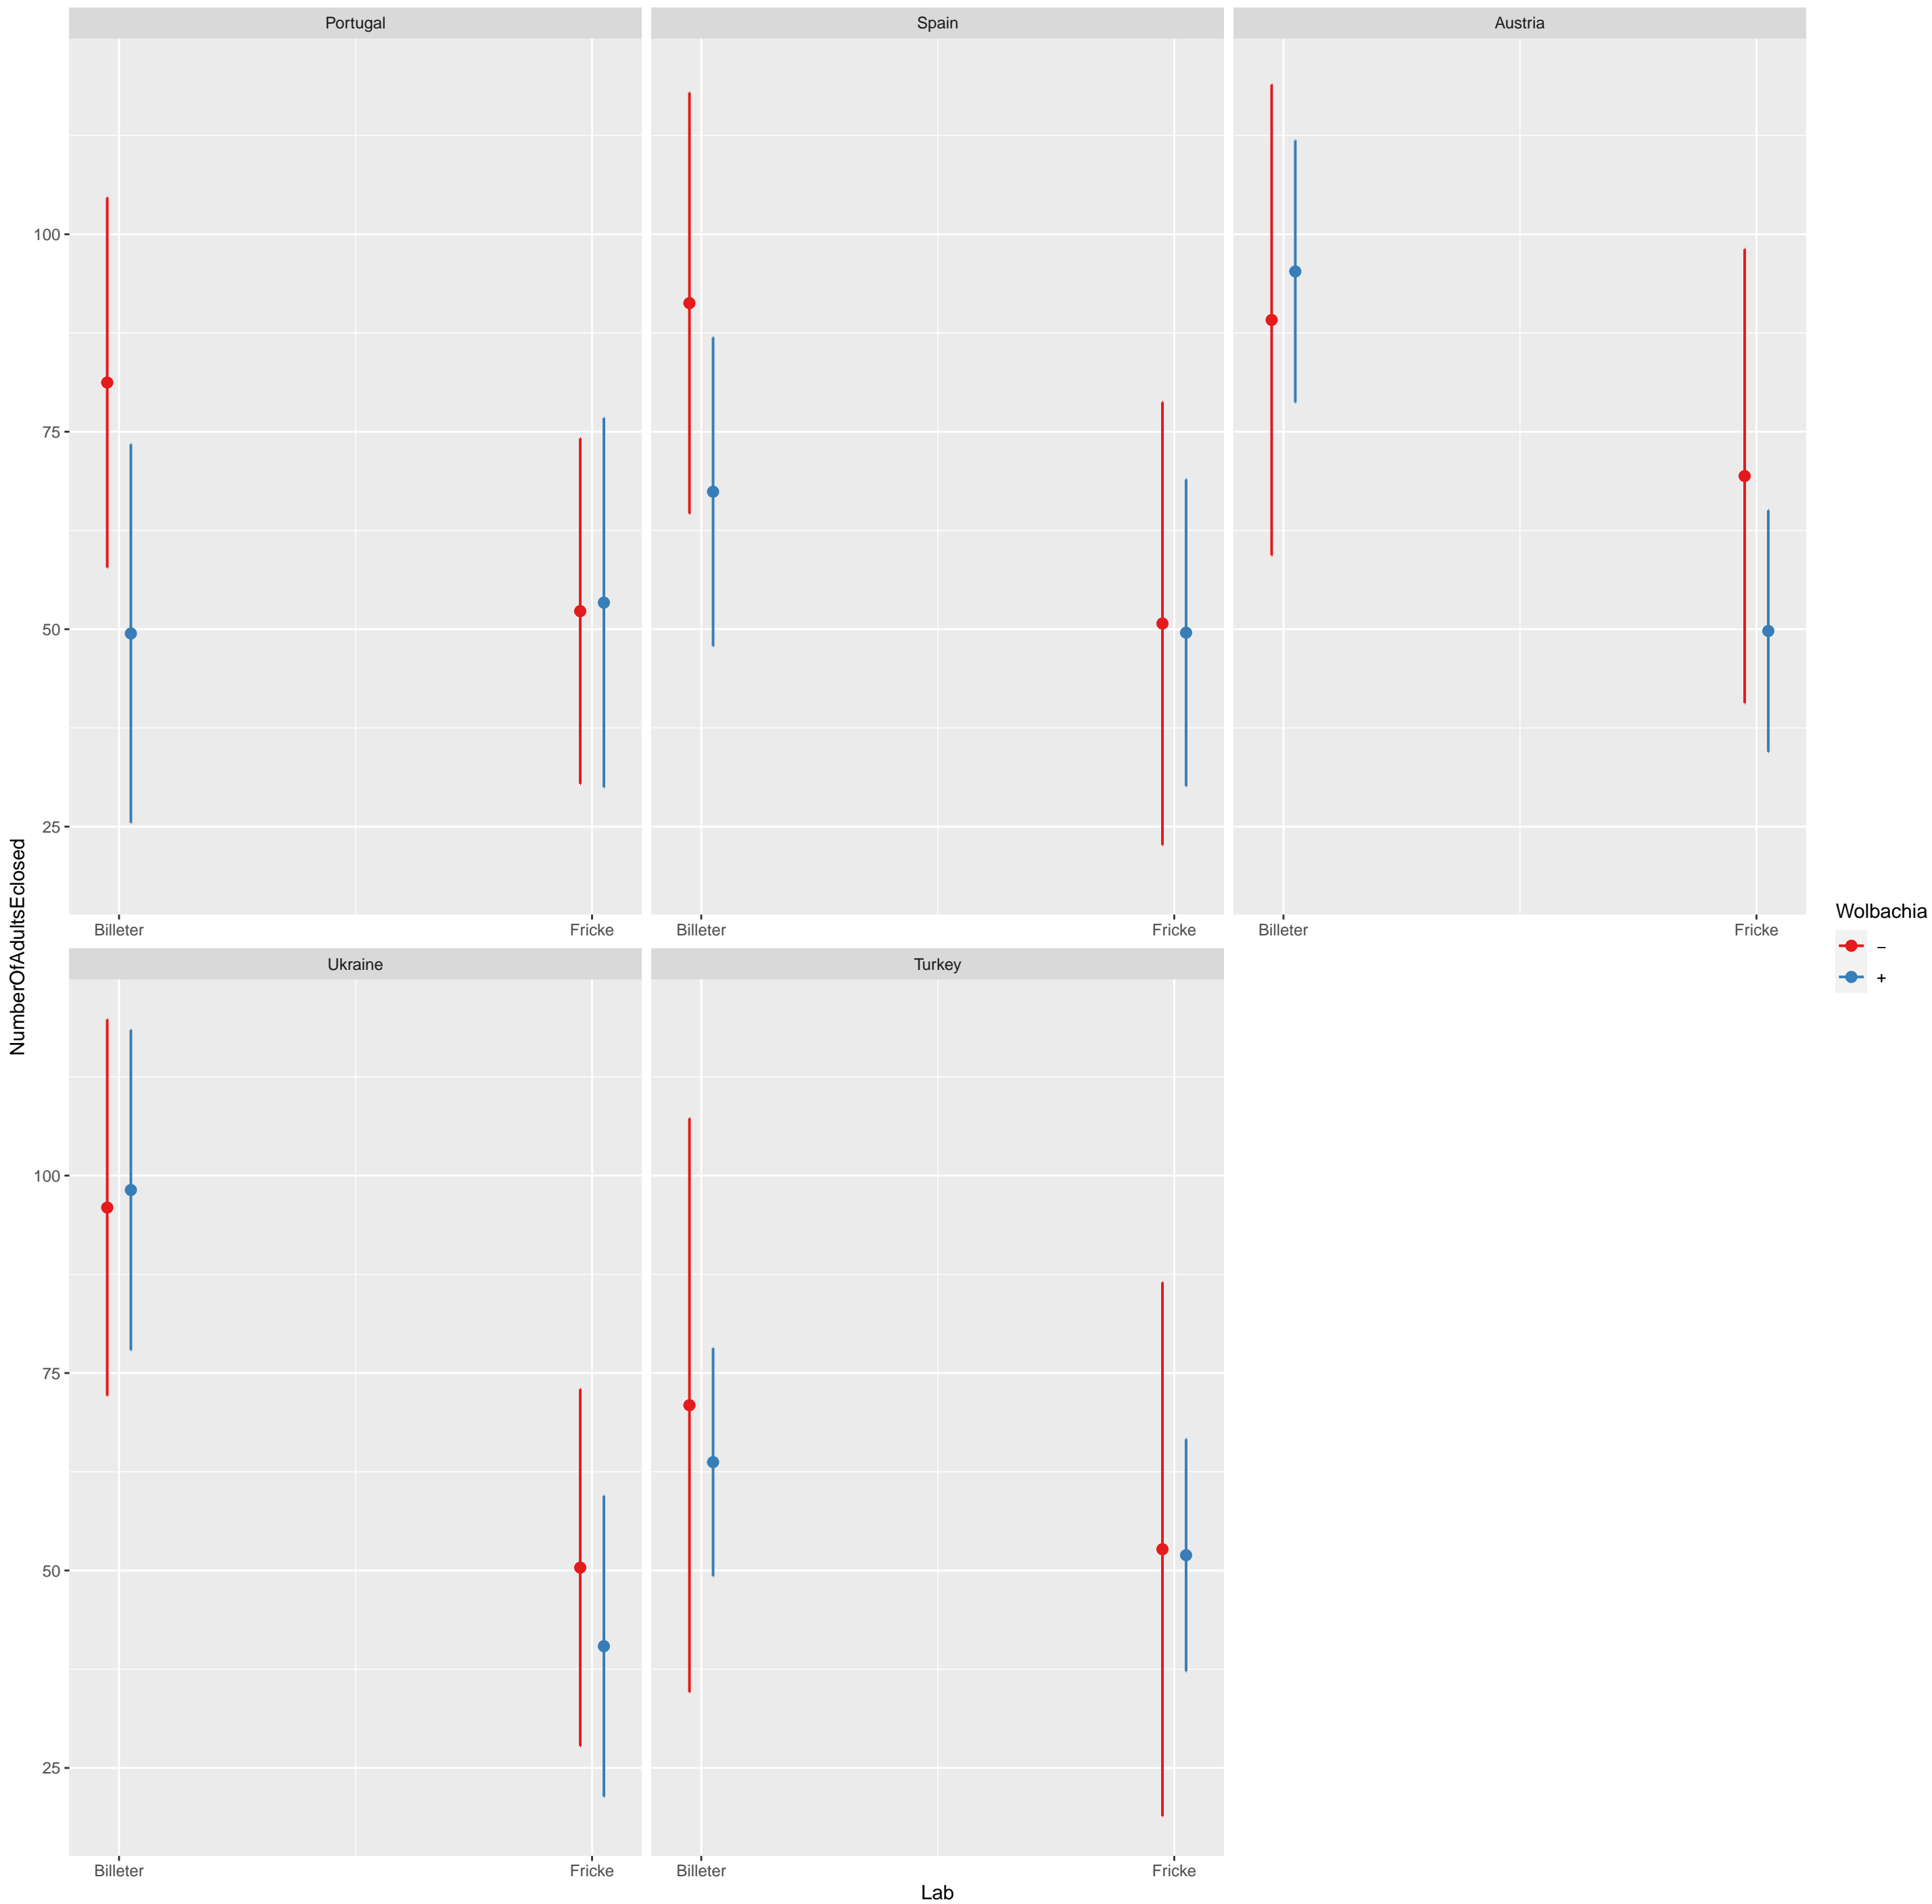 Portugal
Spain
Austria
100
75
50
25
Billeter
Fricke
Billeter
Fricke
Billeter
Fricke
NumberOfAdultsEclosed
Wolbachia
−
+
Ukraine
Turkey
100
75
50
25
Billeter
Fricke
Billeter
Fricke
Lab